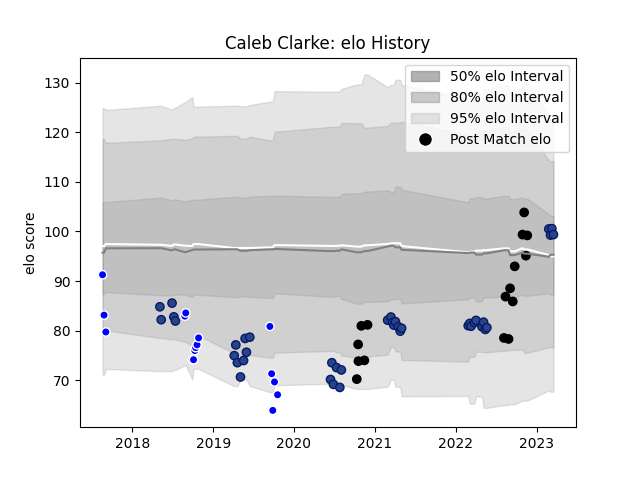 Caleb Clarke: elo History
50% elo Interval
80% elo Interval
95% elo Interval
Post Match elo
elo score
130
120
110
100
90
80
70
2018
2019
2020
2021
2022
2023